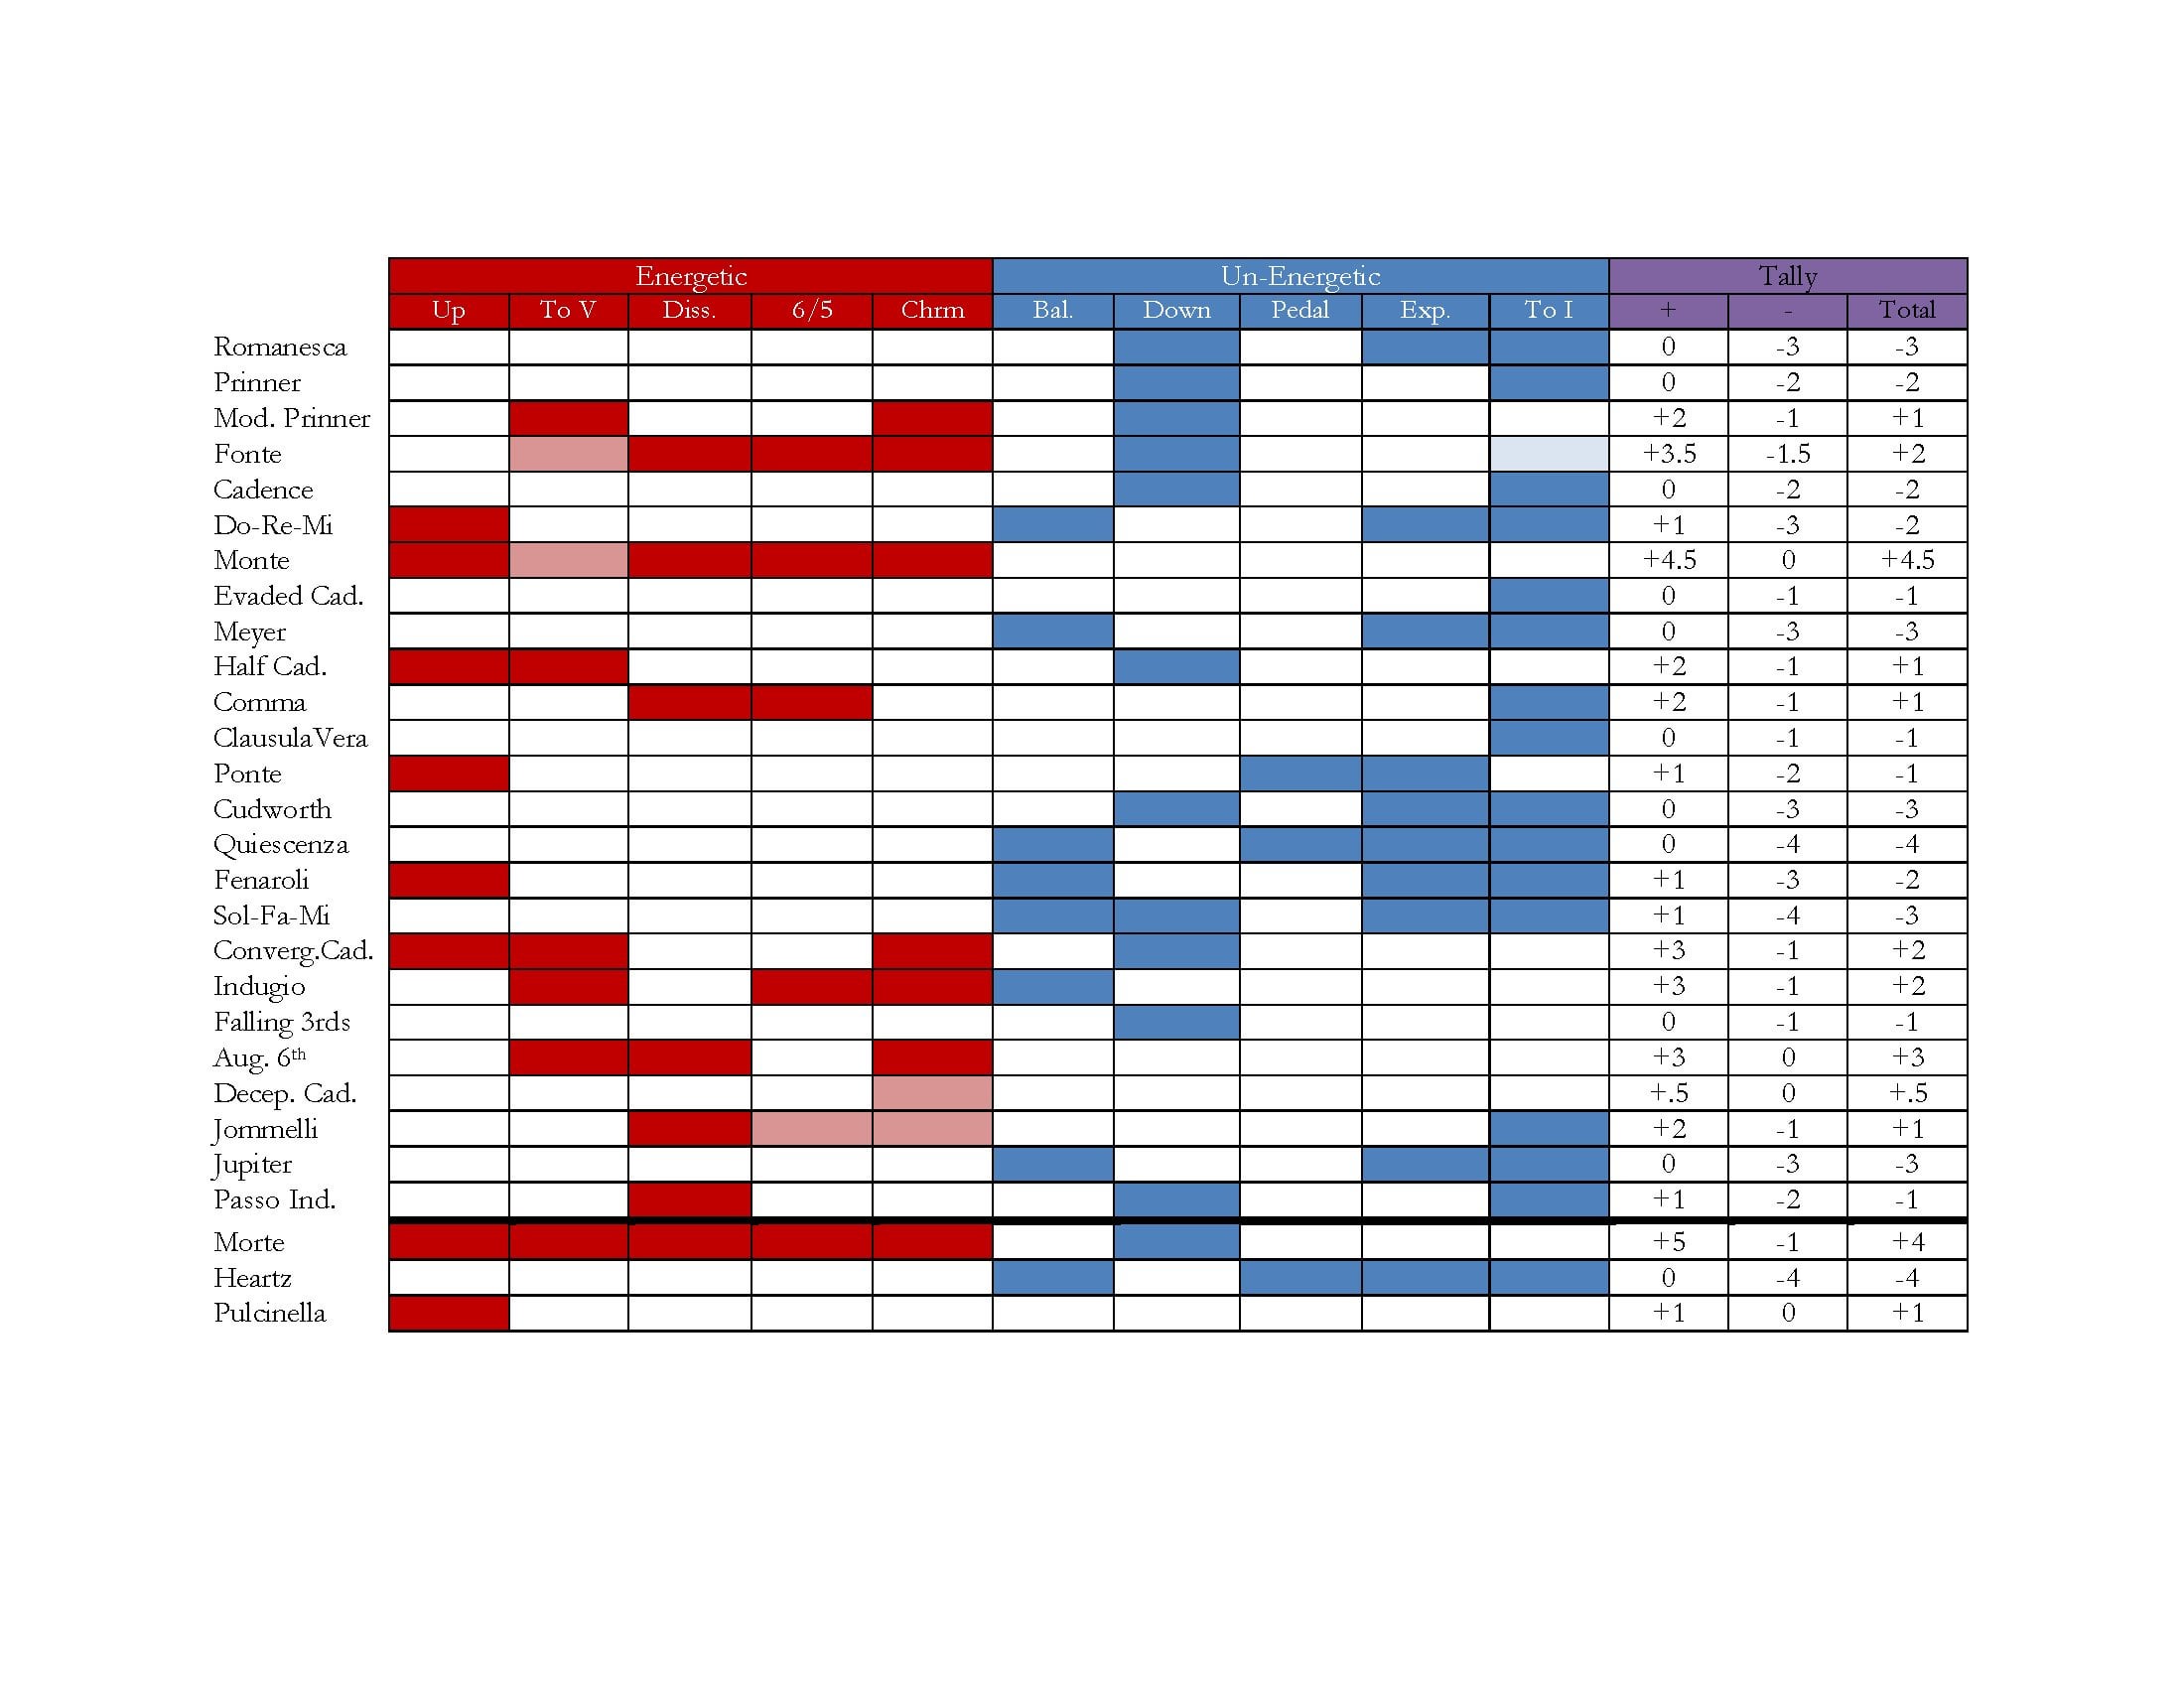 Energetic Un-Energetic Tally
Up To V Diss. 6/5 Chrm Bal. Down Pedal Exp. To I + - Total
Romanesca 0 -3 -3
Prinner 0 -2 -2
Mod. Prinner +2 -1 +1
Fonte +3.5 -1.5 +2
Cadence 0 -2 -2
Do-Re-Mi +1 -3 -2
Monte +4.5 0 +4.5
Evaded Cad. 0 -1 -1
Meyer 0 -3 -3
Half Cad. +2 -1 +1
Comma +2 -1 +1
ClausulaVera 0 -1 -1
Ponte +1 -2 -1
Cudworth 0 -3 -3
Quiescenza 0 -4 -4
Fenaroli +1 -3 -2
Sol-Fa-Mi +1 -4 -3
Converg.Cad. +3 -1 +2
Indugio +3 -1 +2
Falling 3rds 0 -1 -1
Aug. 6th +3 0 +3
Decep. Cad. +.5 0 +.5
Jommelli +2 -1 +1
Jupiter 0 -3 -3
Passo Ind. +1 -2 -1
Morte +5 -1 +4
Heartz 0 -4 -4
Pulcinella +1 0 +1